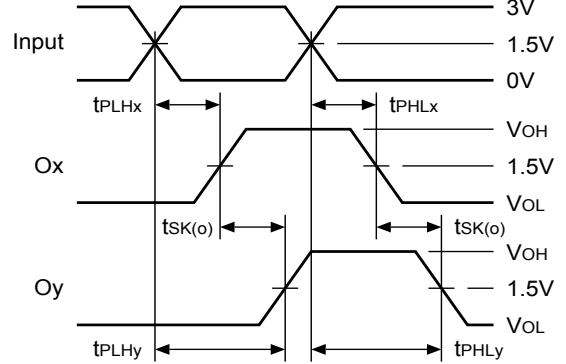 3V
Input 1.5V
0V
tPLHx tPHLx
VOH
Ox 1.5V
VOL
tSK(o) tSK(o)
VOH
Oy 1.5V
VOL
tPLHy tPHLy